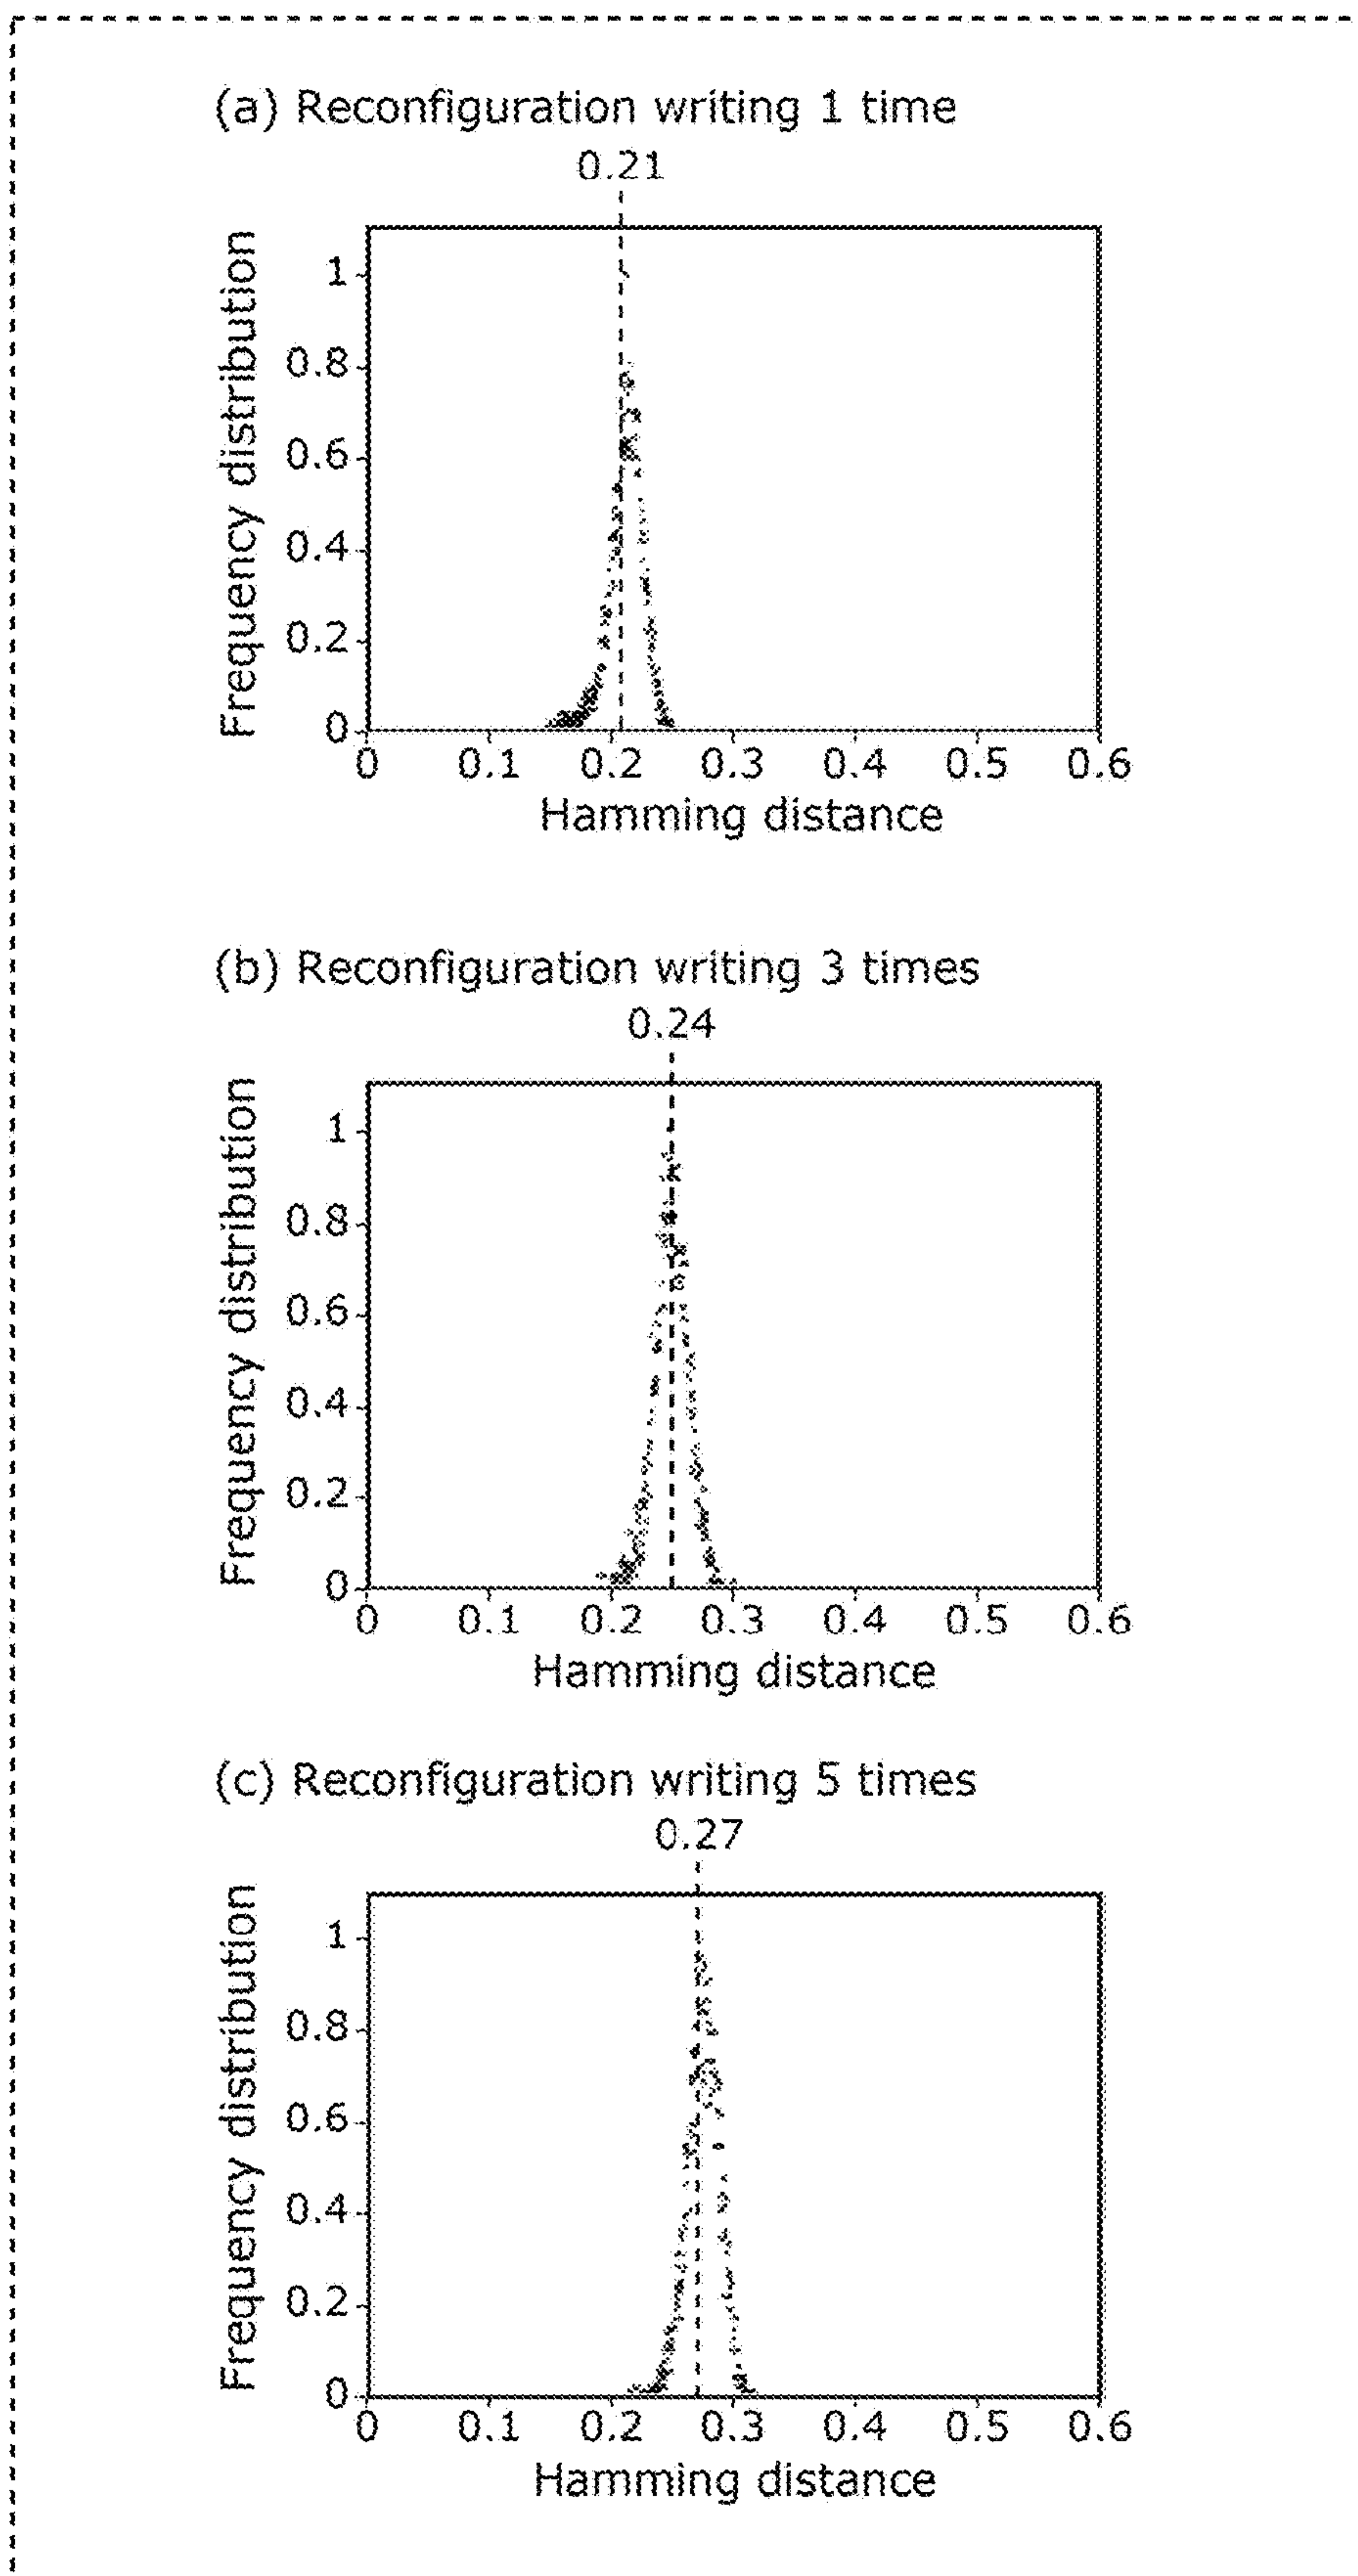 (a) Reconfiguration writing 1 time
0.21
Frequency distribution
1
0.8
0.6
0.4
0.2
0
0 0.1 0.2 0.3 0.4 0.5 0.6
Hamming distance
(b) Reconfiguration writing 3 times
0.24
Frequency distribution
1
0.8
0.6
0.4
0.2
0
0 0.1 0.2 0.3 0.4 0.5 0.6
Hamming distance
(c) Reconfiguration writing 5 times
0.27
Frequency distribution
1
0.8
0.6
0.4
0.2
0
0 0.1 0.2 0.3 0.4 0.5 0.6
Hamming distance